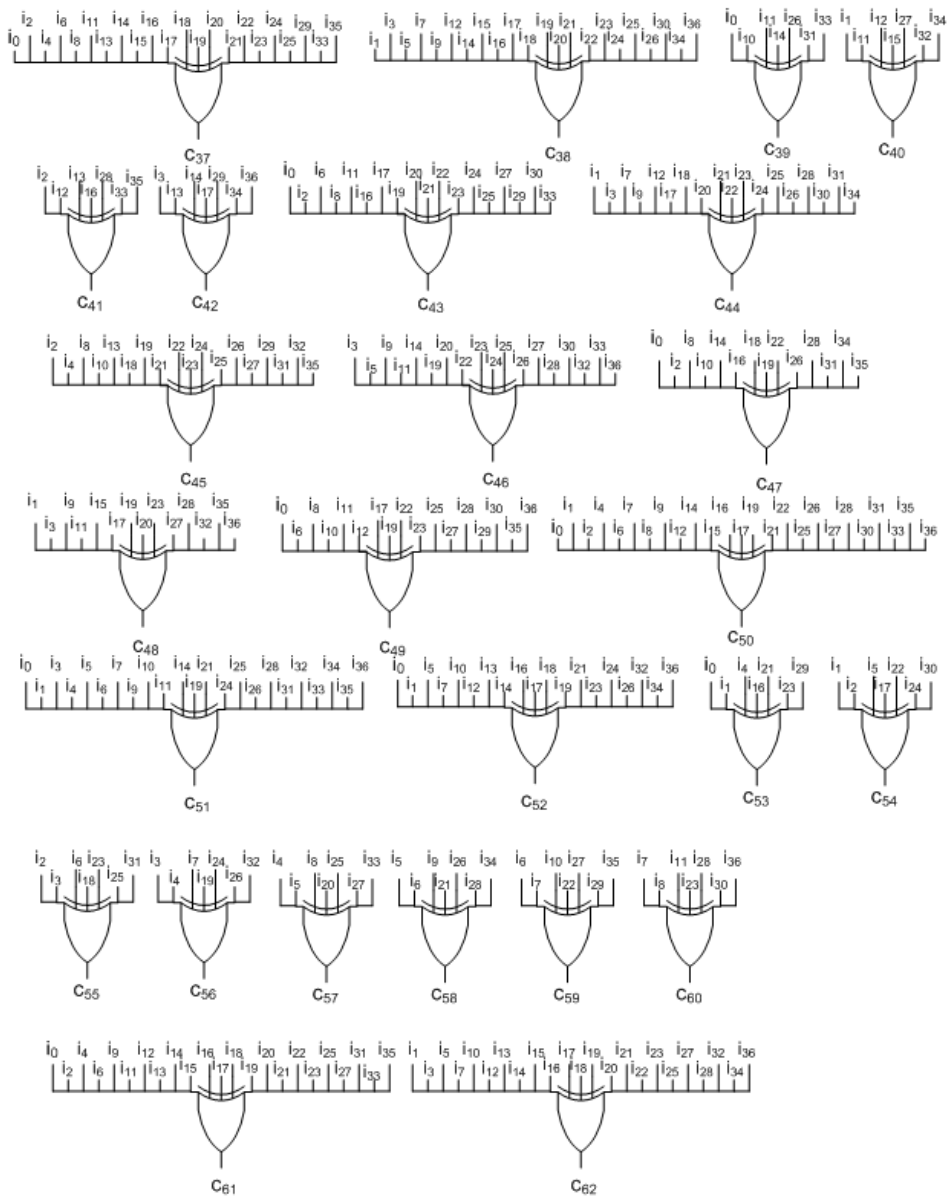 i2 i6 i11 i14 i16 i18 i20 i22 i24 i29 i35
i0 i4 i8 i13 i15 i17 i19 i21 i23 i25 i33
C37
i3 i7 i12 i15 i17 i19 i21 i23 i25 i30 i36
i1 i5 i9 i14 i16 i18 i20 i22 i24 i26 i34
C38
i0 i11 i26 i33
i10 i14 i31
C39
i1 i12 i27 i34
i11 i15 i32
C40
i2 i13 i28 i35
i12 i16 i33
C41
i3 i14 i29 i36
i13 i17 i34
C42
i0 i6 i11 i17 i20 i22 i24 i27 i30
i2 i8 i16 i19 i21 i23 i25 i29 i33
C43
i1 i7 i12 i18 i21 i23 i25 i28 i31
i3 i9 i17 i20 i22 i24 i26 i30 i34
C44
i2 i8 i13 i19 i22 i24 i26 i29 i32
i4 i10 i18 i21 i23 i25 i27 i31 i35
C45
i3 i9 i14 i20 i23 i25 i27 i30 i33
i5 i11 i19 i22 i24 i26 i28 i32 i36
C46
i0 i8 i14 i18 i22 i28 i34
i2 i10 i16 i19 i26 i31 i35
C47
i1 i9 i15 i19 i23 i28 i35
i3 i11 i17 i20 i27 i32 i36
C48
i0 i8 i11 i17 i22 i25 i28 i30 i36
i6 i10 i12 i19 i23 i27 i29 i35
C49
i1 i4 i7 i9 i14 i16 i19 i22 i26 i28 i31 i35
i0 i2 i6 i8 i12 i15 i17 i21 i25 i27 i30 i33 i36
C50
i0 i3 i5 i7 i10 i14 i21 i25 i28 i32 i34 i36
i1 i4 i6 i9 i11 i19 i24 i26 i31 i33 i35
C51
i0 i5 i10 i13 i16 i18 i21 i24 i32 i36
i1 i7 i12 i14 i17 i19 i23 i26 i34
C52
i0 i4 i21 i29
i1 i16 i23
C53
i1 i5 i22 i30
i2 i17 i24
C54
i2 i6 i23 i31
i3 i18 i25
C55
i3 i7 i24 i32
i4 i19 i26
C56
i4 i8 i25 i33
i5 i20 i27
C57
i5 i9 i26 i34
i6 i21 i28
C58
i6 i10 i27 i35
i7 i22 i29
C59
i7 i11 i28 i36
i8 i23 i30
C60
i0 i4 i9 i12 i14 i16 i18 i20 i22 i25 i31 i35
i2 i6 i11 i13 i15 i17 i19 i21 i23 i27 i33
C61
i1 i5 i10 i13 i15 i17 i19 i21 i23 i27 i32 i36
i3 i7 i12 i14 i16 i18 i20 i22 i25 i28 i34
C62